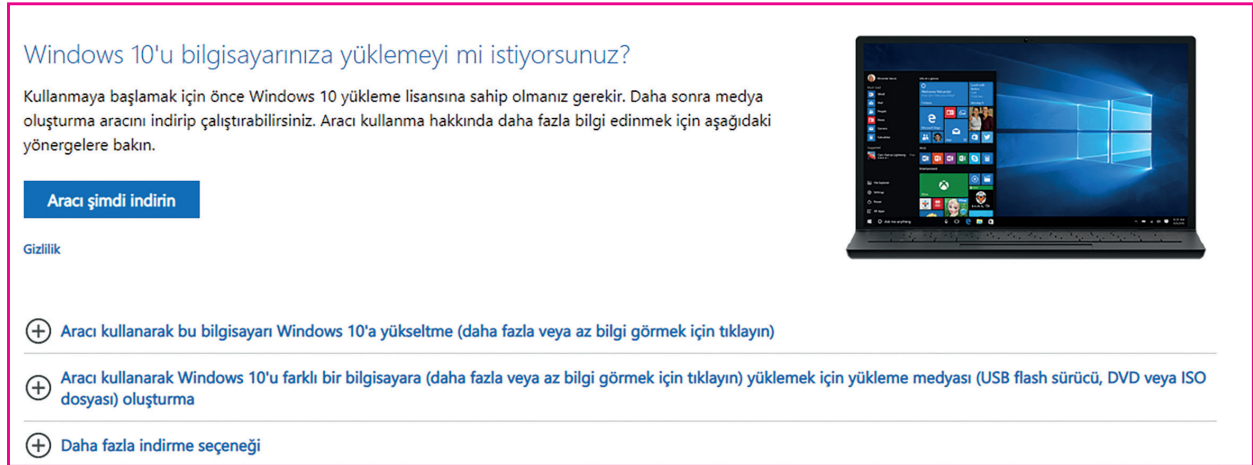 Windows 10'u bilgisayarınıza yüklemeyi mi istiyorsunuz?
Kullanmaya başlamak için önce Windows 10 yükleme lisansına sahip olmanız gerekir. Daha sonra medya
oluşturma aracını indirip çalıştırabilirsiniz. Aracı kullanma hakkında daha fazla bilgi edinmek için aşağıdaki
yönergelere bakın.
Aracı şimdi indirin
Gizlilik
Aracı kullanarak bu bilgisayarı Windows 10'a yükseltme (daha fazla veya az bilgi görmek için tıklayın)
Aracı kullanarak Windows 10'u farklı bir bilgisayara (daha fazla veya az bilgi görmek için tıklayın) yüklemek için yükleme medyası (USB flash sürücü, DVD veya ISO
dosyası) oluşturma
Daha fazla indirme seçeneği